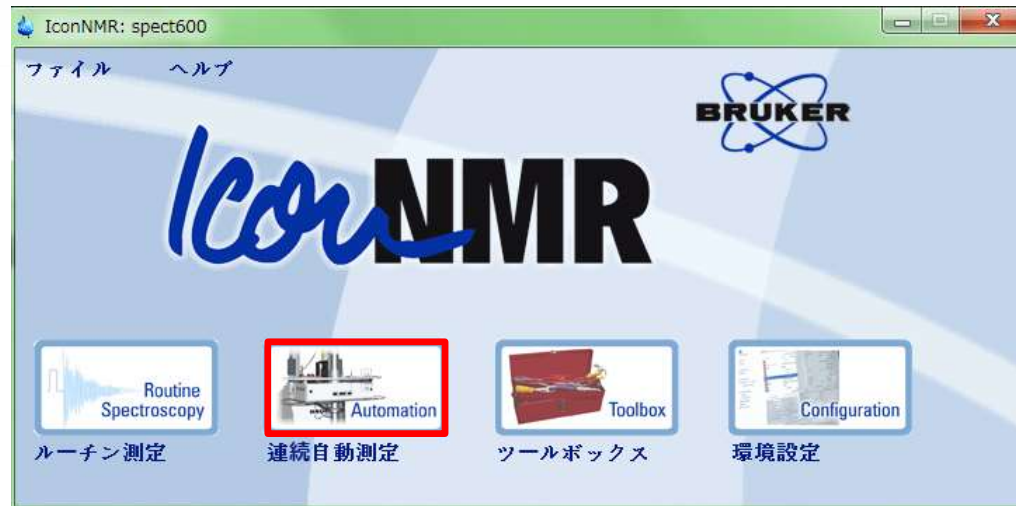 IconNMR: spect600
ファイル ヘルプ
BRUKER
IconNMR
Routine Spectroscopy
Automation
Toolbox
Configuration
ルーチン測定
連続自動測定
ツールボックス
環境設定